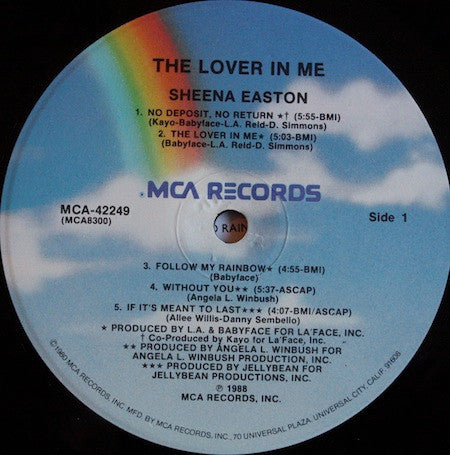 THE LOVER IN ME
SHEENA EASTON
1. NO DEPOSIT, NO RETURN ★† (5:55-BMI)
(Kayo-Babyface-L.A. Reid-D. Simmons)
2. THE LOVER IN ME★ (5:03-BMI)
(Babyface-L.A. Reid-D. Simmons)
MCA RECORDS
MCA-42249
(MCA8300)
Side 1
RAIN
3. FOLLOW MY RAINBOW★ (4:55-BMI)
(Babyface)
4. WITHOUT YOU★★ (5:37-ASCAP)
(Angela L. Winbush)
5. IF IT'S MEANT TO LAST★★★ (4:07-BMI/ASCAP)
(Allee Willis-Danny Sembello)
★ PRODUCED BY L.A. & BABYFACE FOR LA'FACE, INC.
† Co-Produced by Kayo for La'Face, Inc.
★★ PRODUCED BY ANGELA L. WINBUSH FOR
ANGELA L. WINBUSH PRODUCTION, INC.
★★★ PRODUCED BY JELLYBEAN FOR
JELLYBEAN PRODUCTIONS, INC.
℗ 1988
MCA RECORDS, INC.
©1980 MCA RECORDS, INC. MFD. BY MCA RECORDS, INC., 70 UNIVERSAL PLAZA, UNIVERSAL CITY, CALIF. 91608